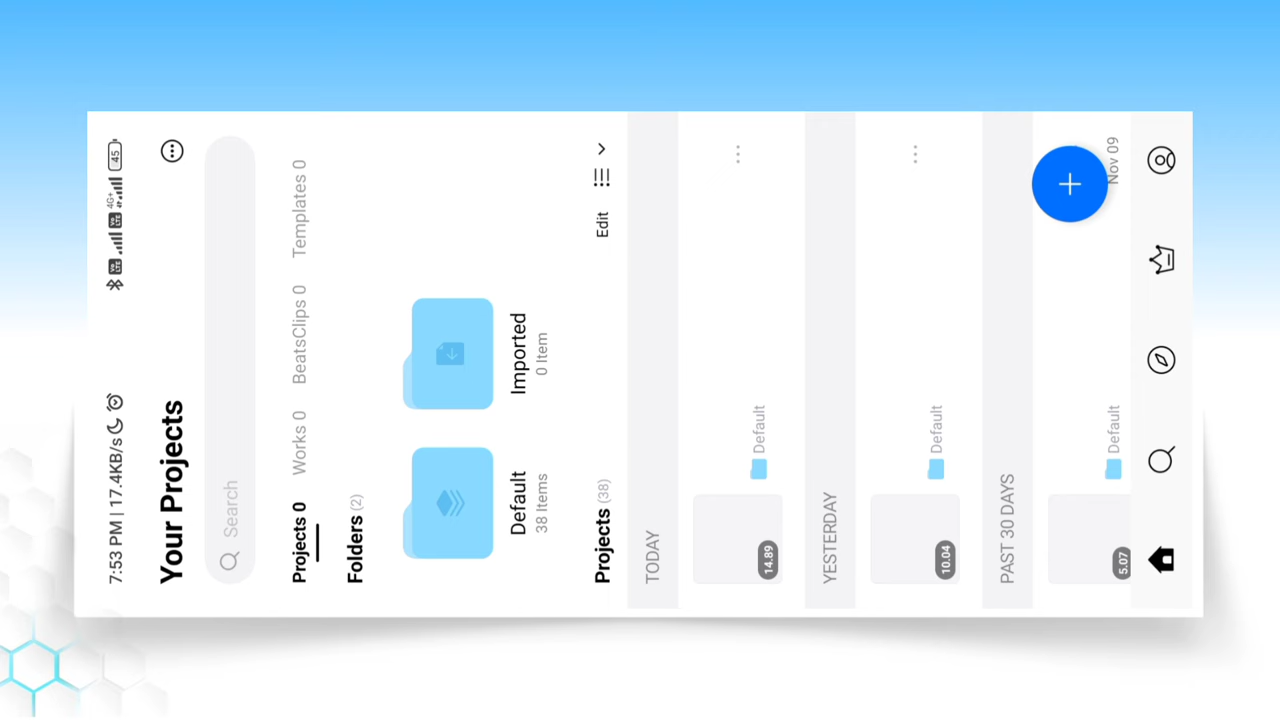 7:53 PM | 17.4KB/s
4G+
45
Your Projects
Search
Projects 0 Works 0 BeatsClips 0 Templates 0
Folders (2)
Default Imported
38 Items 0 Item
Projects (38) Edit
TODAY
14.89
Default
YESTERDAY
10.04
Default
PAST 30 DAYS
5.07
Default Nov 09